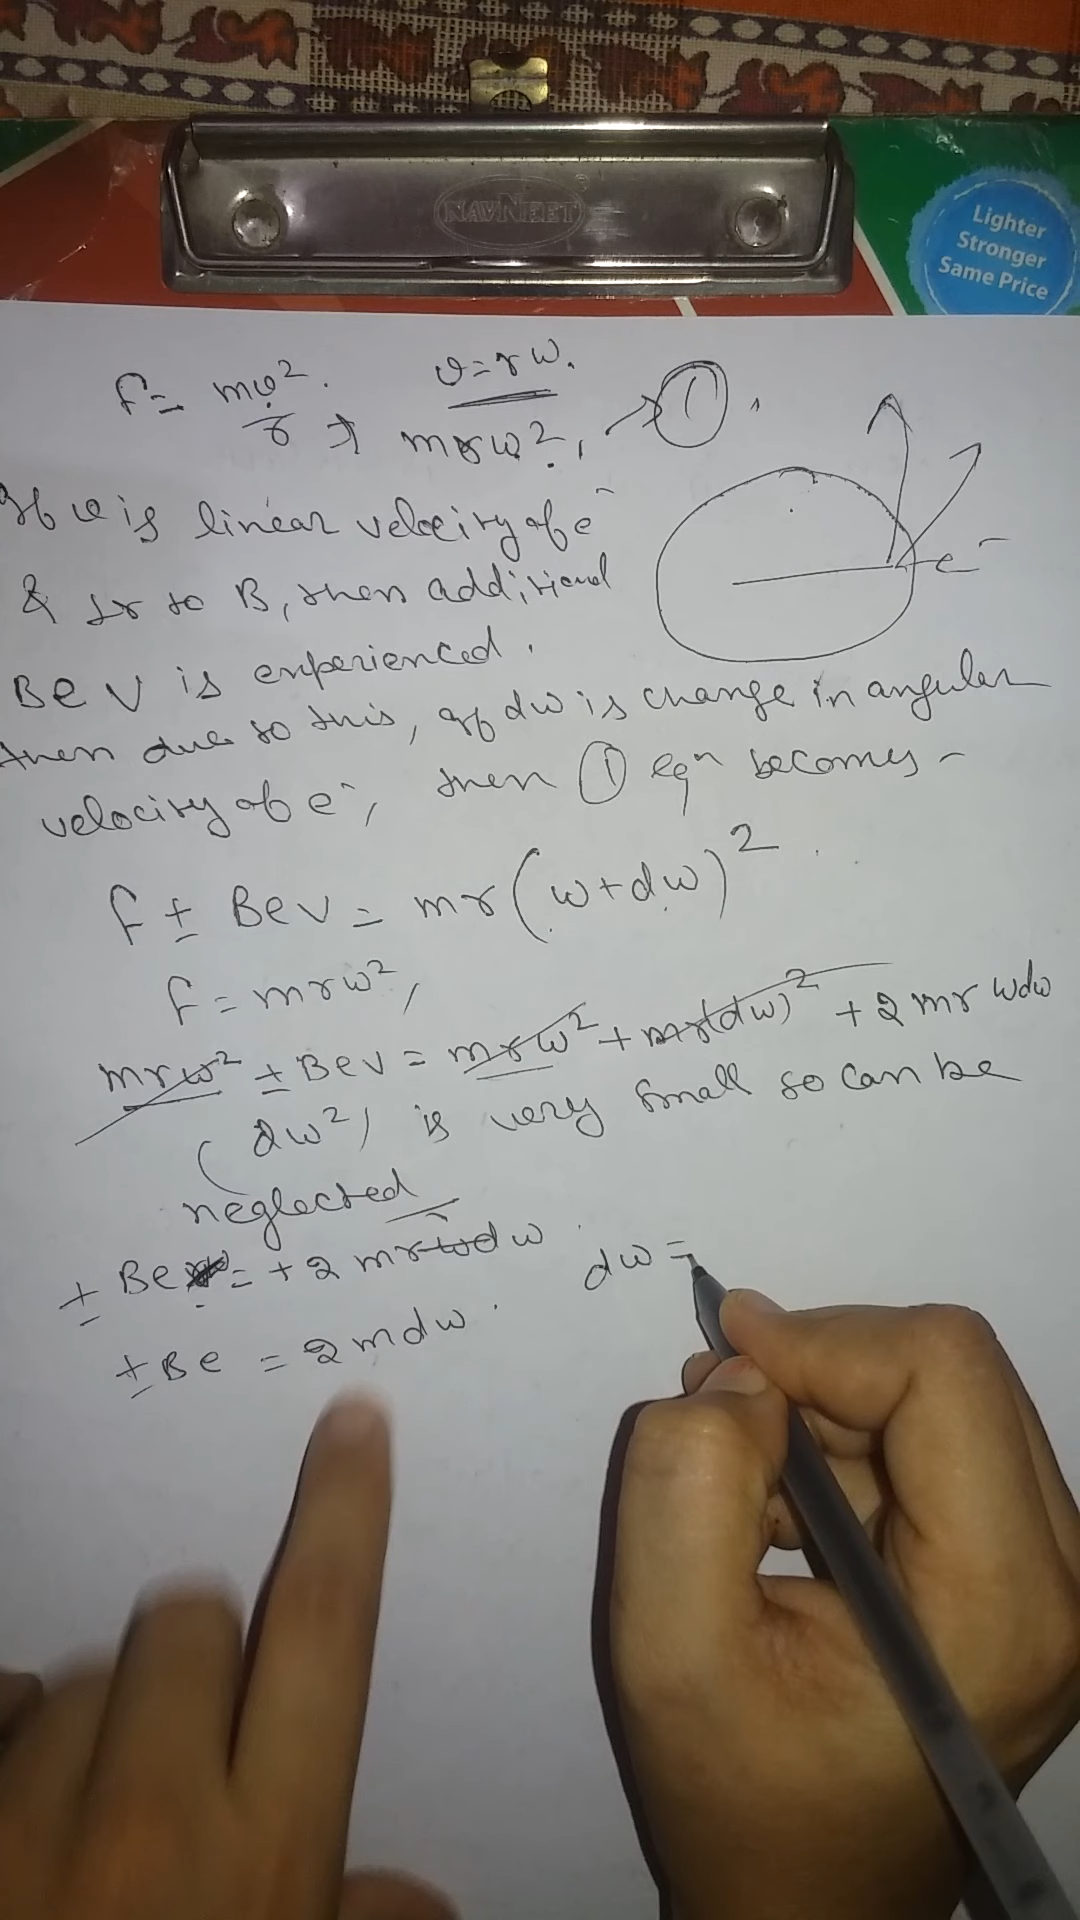 NAVNEET
Lighter
Stronger
Same Price
F = mv²/r . v = rω.
⇒ mrω², → ①,
If v is linear velocity of e⁻
& ⊥r to B, then additional
e⁻
Bev is experienced.
then due to this, if dω is change in angular
velocity of e⁻, then ① eqⁿ becomes -
F ± Bev = mr(ω+dω)².
F = mrω²,
mrω² ± Bev = mrω² + mr(dω)² + 2mrωdω
(dω²) is very small so can be
neglected
± Bev = +2mrωdω. dω =
± Be = 2mdω.